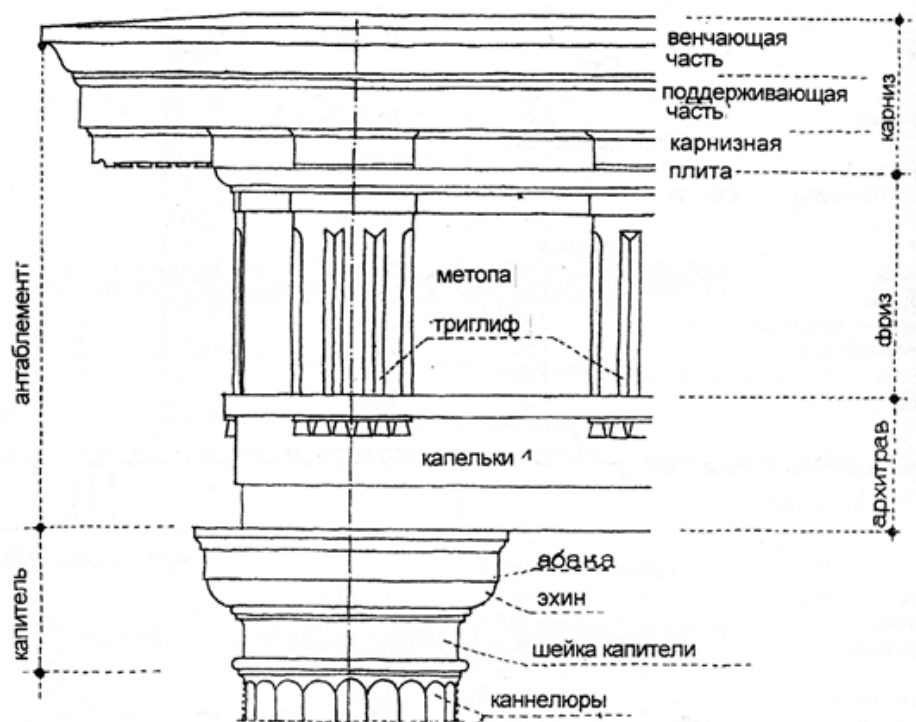 венчающая
часть
поддерживающая
часть
карнизная
плита
карниз
метопа
триглиф
фриз
антаблемент
капельки
архитрав
абака
эхин
шейка капители
капитель
каннелюры